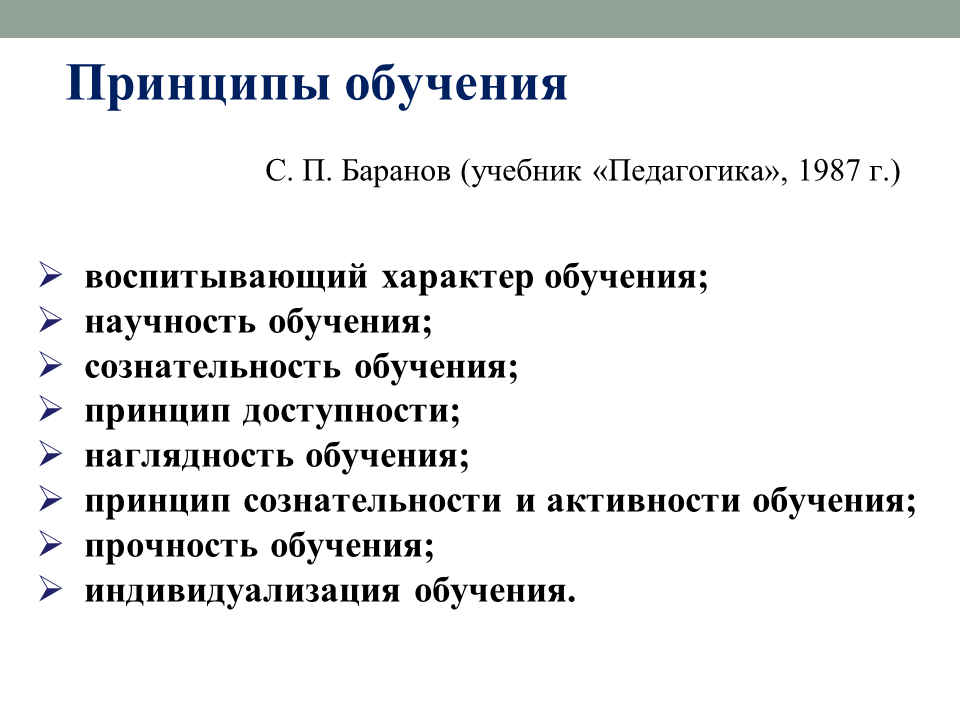 Принципы обучения
С. П. Баранов (учебник «Педагогика», 1987 г.)
воспитывающий характер обучения;
научность обучения;
сознательность обучения;
принцип доступности;
наглядность обучения;
принцип сознательности и активности обучения;
прочность обучения;
индивидуализация обучения.